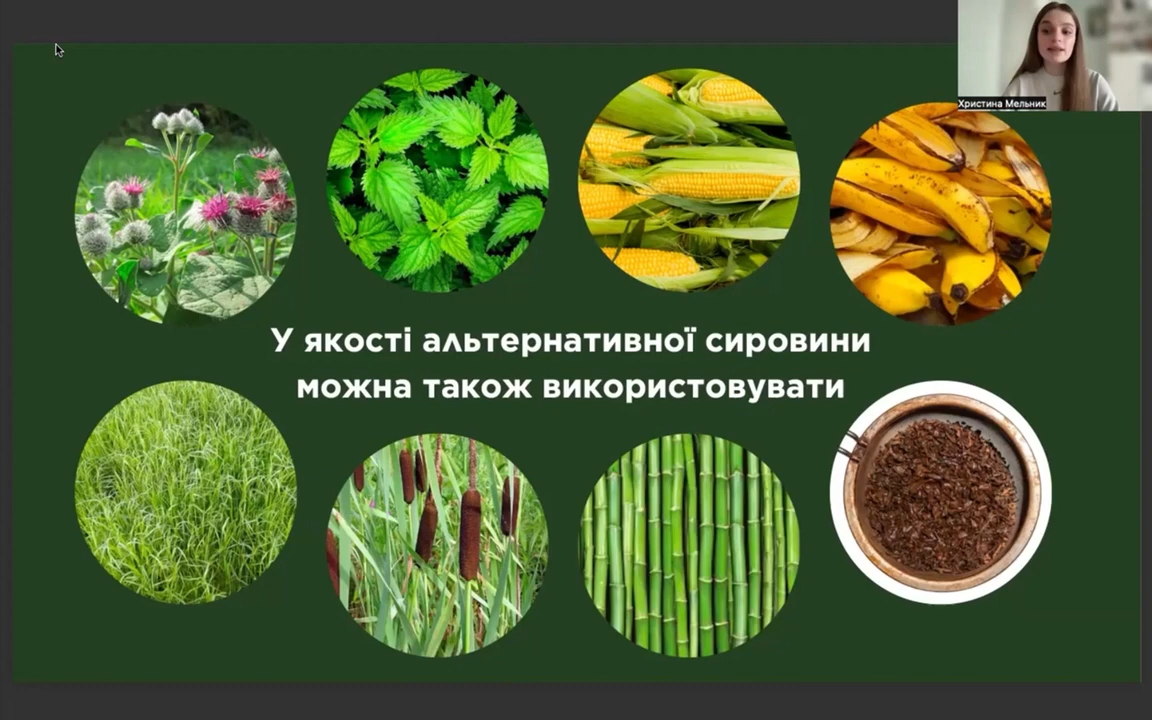 Христина Мельник
У якості альтернативної сировини
можна також використовувати